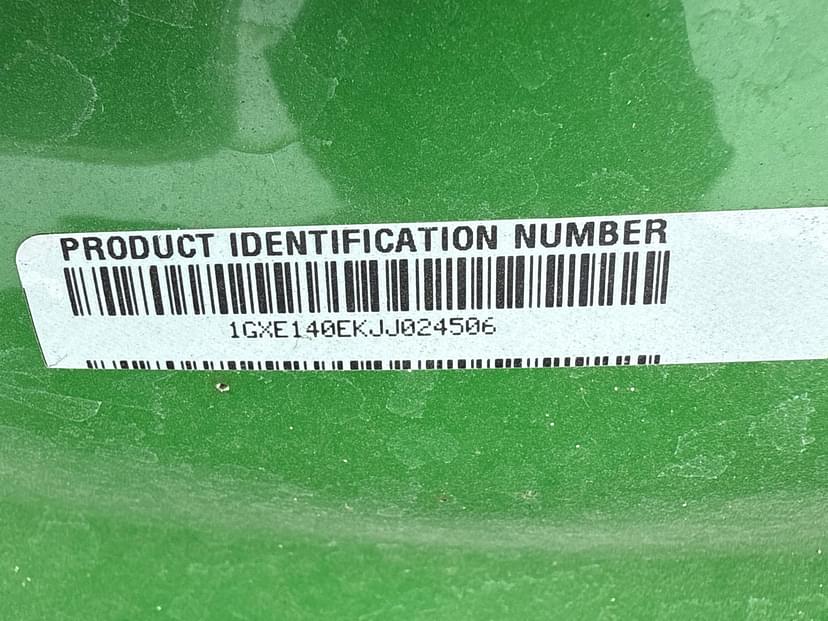 PRODUCT IDENTIFICATION NUMBER
1GXE140EKJJ024506